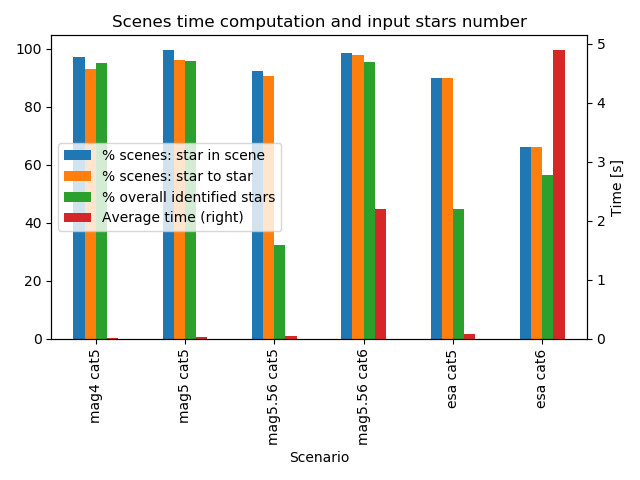 Scenes time computation and input stars number
100
80
60
40
20
0
5
4
3
2
1
0
Time [s]
% scenes: star in scene
% scenes: star to star
% overall identified stars
Average time (right)
mag4 cat5
mag5 cat5
mag5.56 cat5
mag5.56 cat6
esa cat5
esa cat6
Scenario